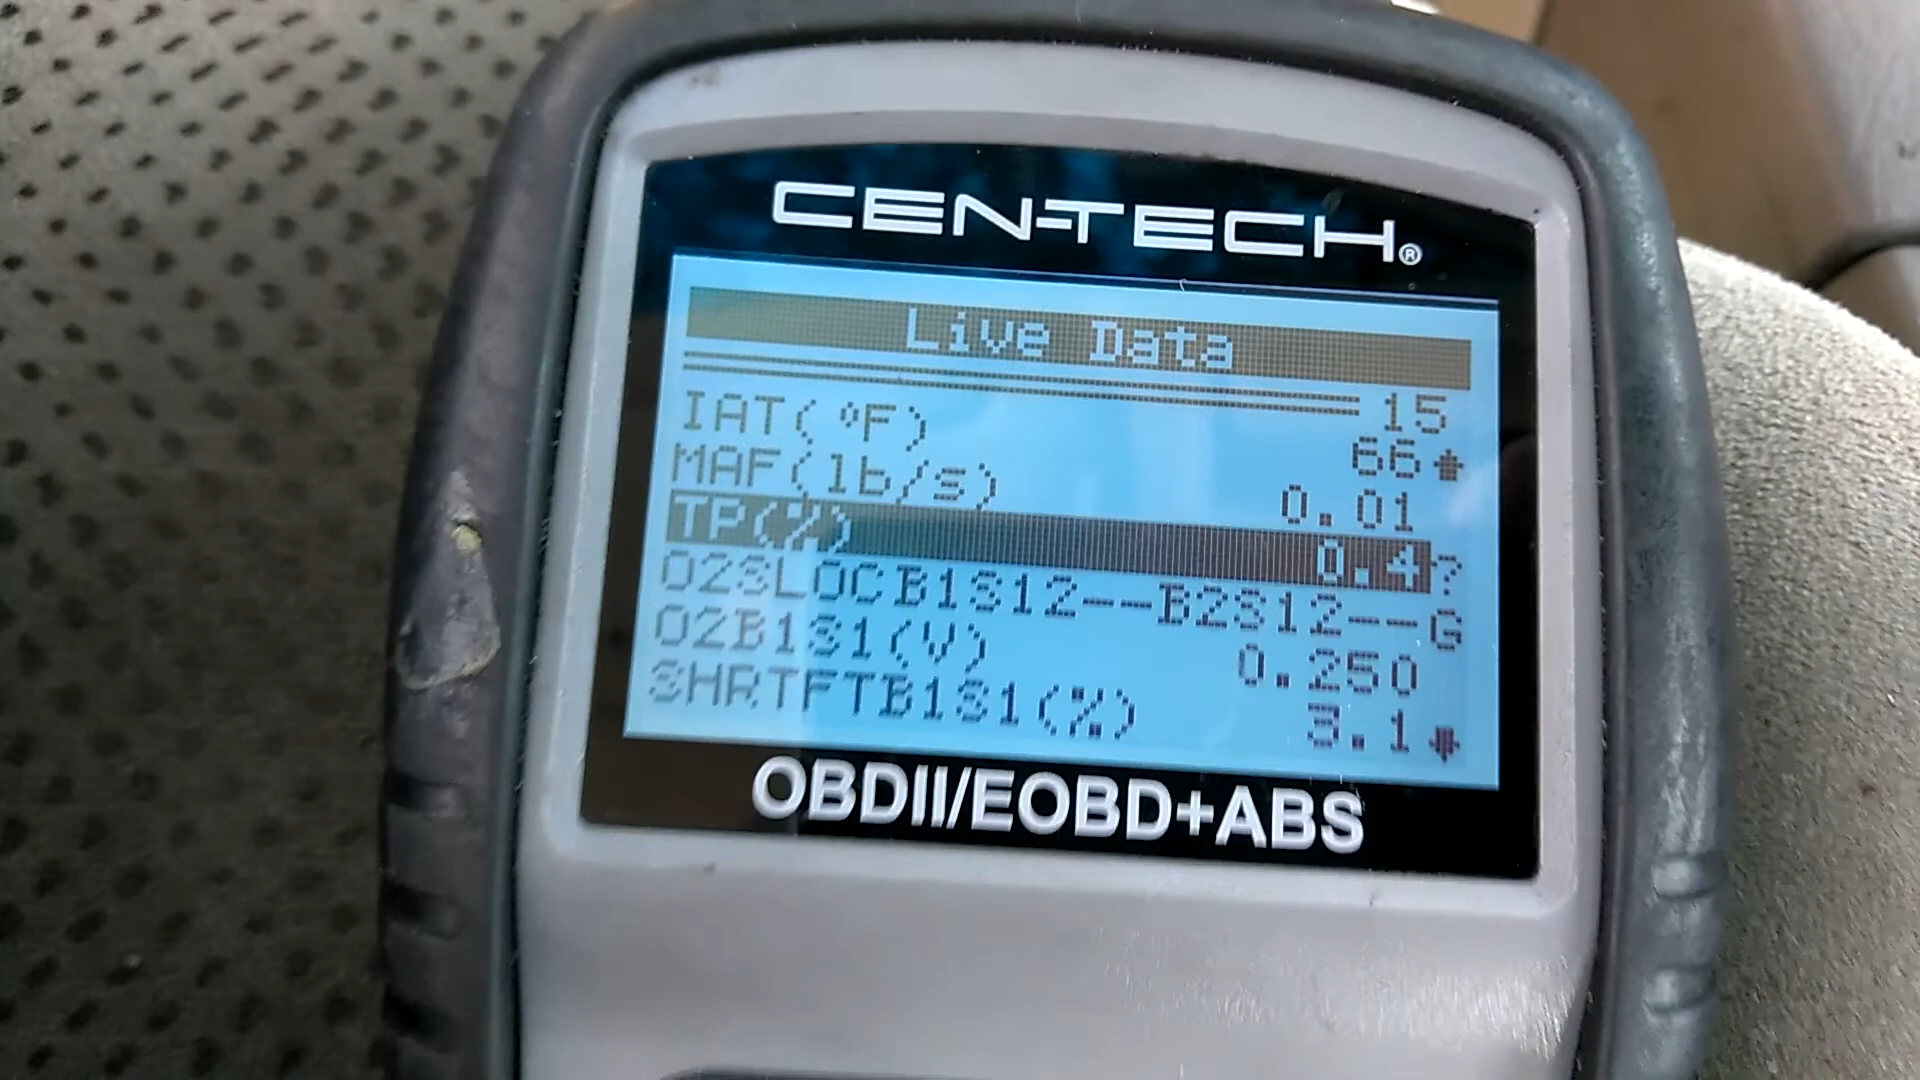 CEN-TECH®
Live Data
15
IAT(ºF) 66
MAF(lb/s) 0.01
TP(%) 0.4?
O2SLOCB1S12--B2S12--G
O2B1S1(V) 0.250
SHRTFTB1S1(%) 3.1
OBDII/EOBD+ABS